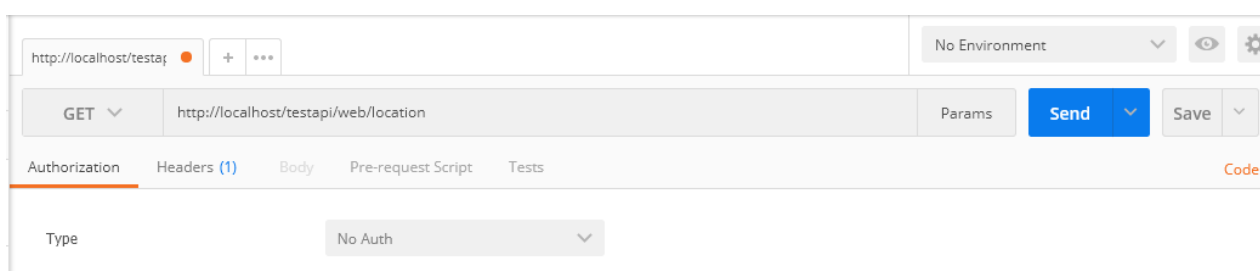 http://localhost/testap
+ •••
No Environment
GET
http://localhost/testapi/web/location
Params
Send
Save
Authorization
Headers (1)
Body
Pre-request Script
Tests
Code
Type
No Auth